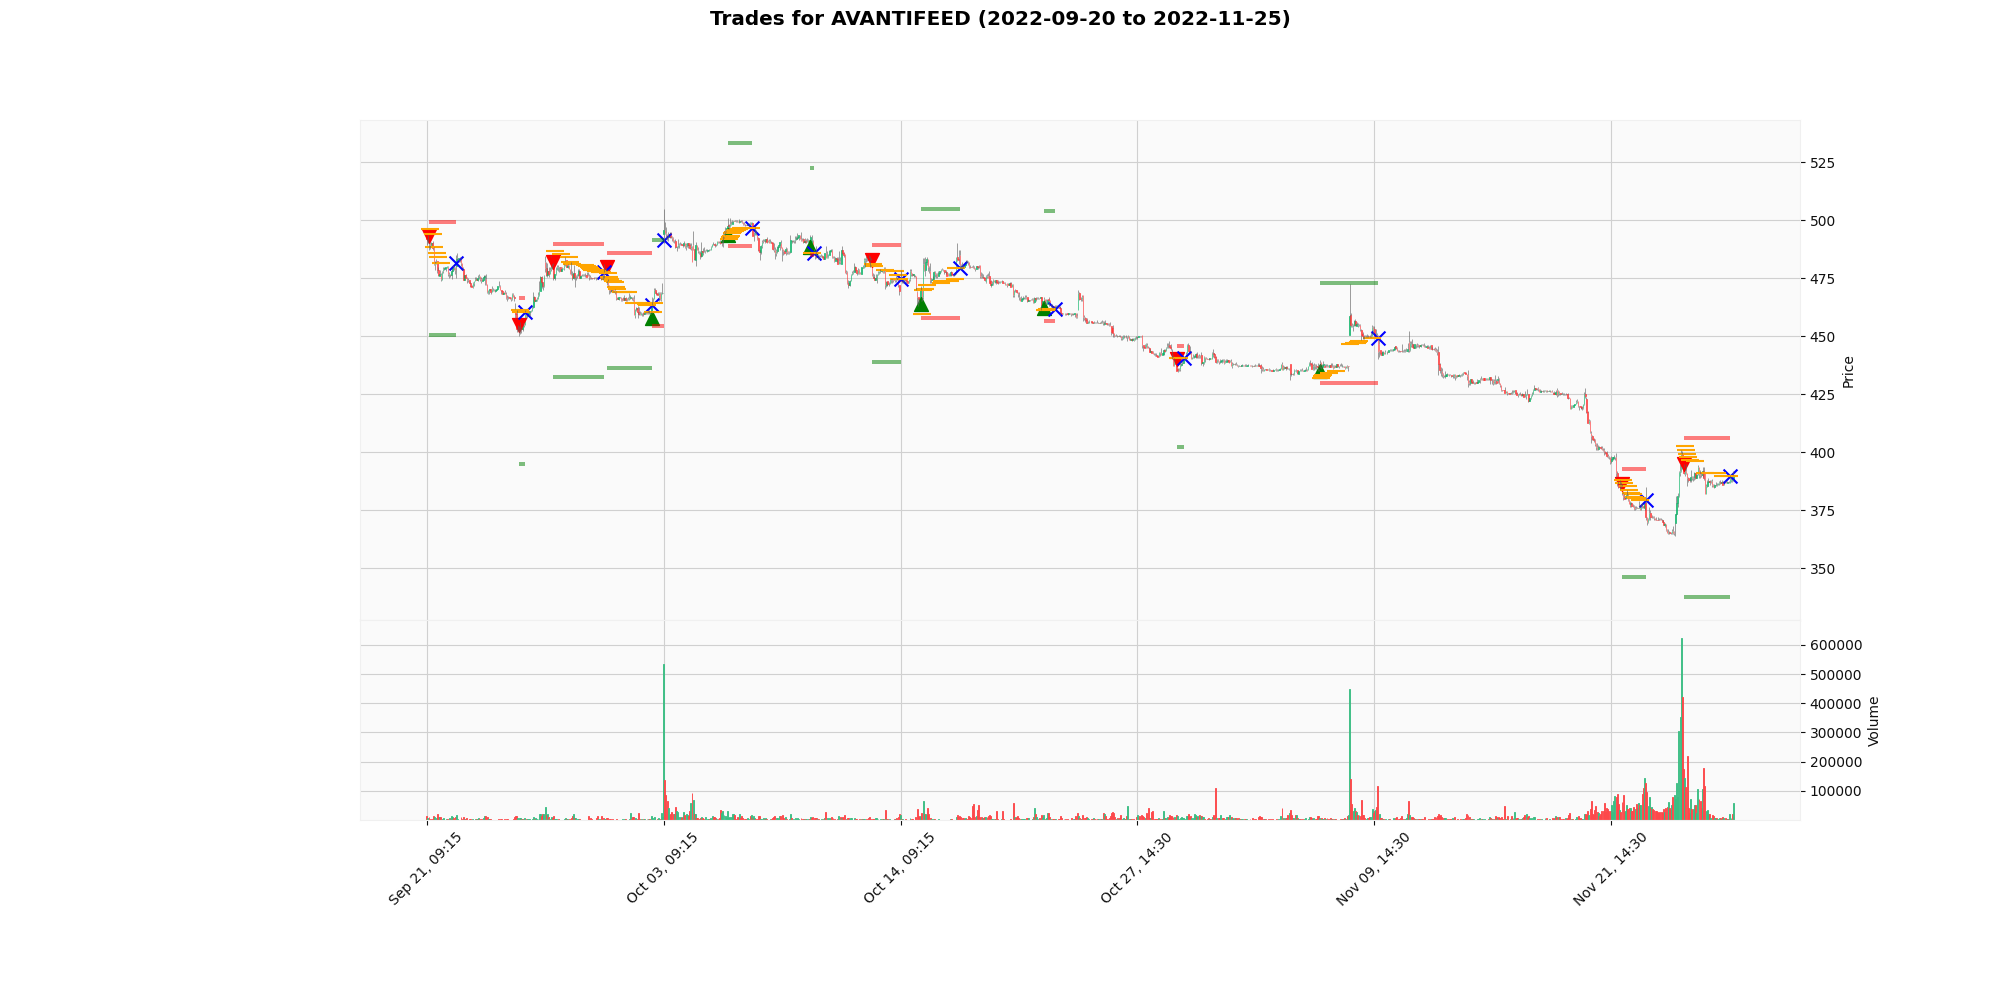 Trades for AVANTIFEED (2022-09-20 to 2022-11-25)
525
500
475
450
425
400
375
350
Price
600000
500000
400000
300000
200000
100000
Volume
Sep 21, 09:15
Oct 03, 09:15
Oct 14, 09:15
Oct 27, 14:30
Nov 09, 14:30
Nov 21, 14:30